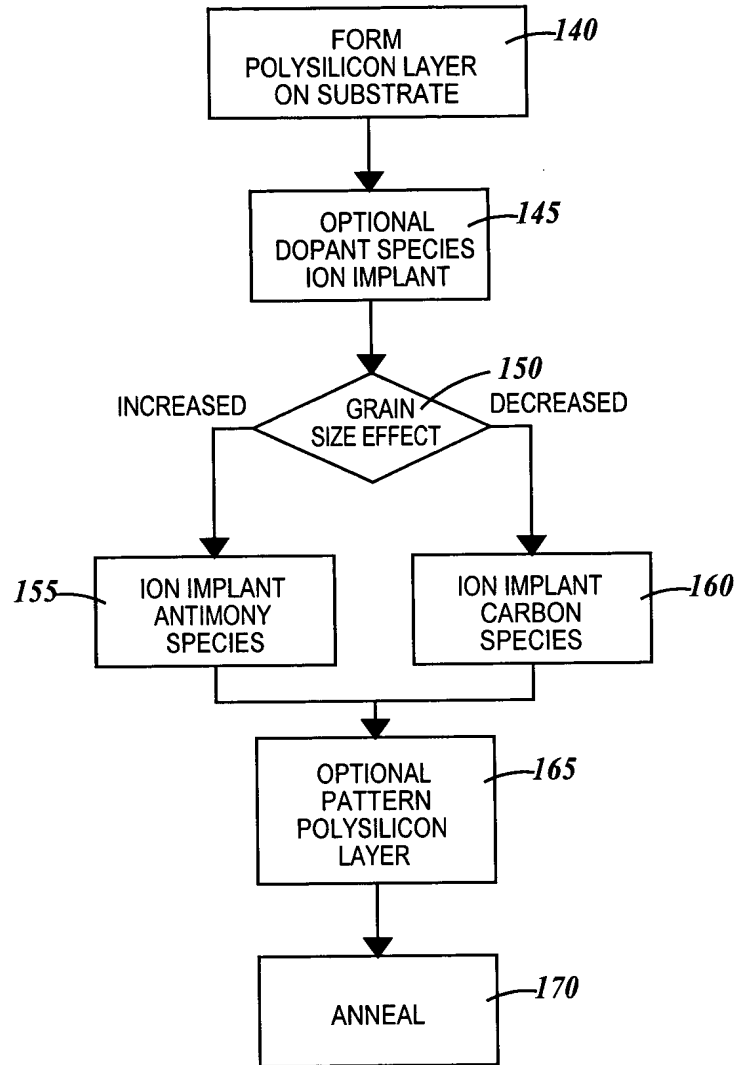 FORM
POLYSILICON LAYER
ON SUBSTRATE
140
OPTIONAL
DOPANT SPECIES
ION IMPLANT
145
150
INCREASED
GRAIN
SIZE EFFECT
DECREASED
155
ION IMPLANT
ANTIMONY
SPECIES
ION IMPLANT
CARBON
SPECIES
160
OPTIONAL
PATTERN
POLYSILICON
LAYER
165
ANNEAL
170